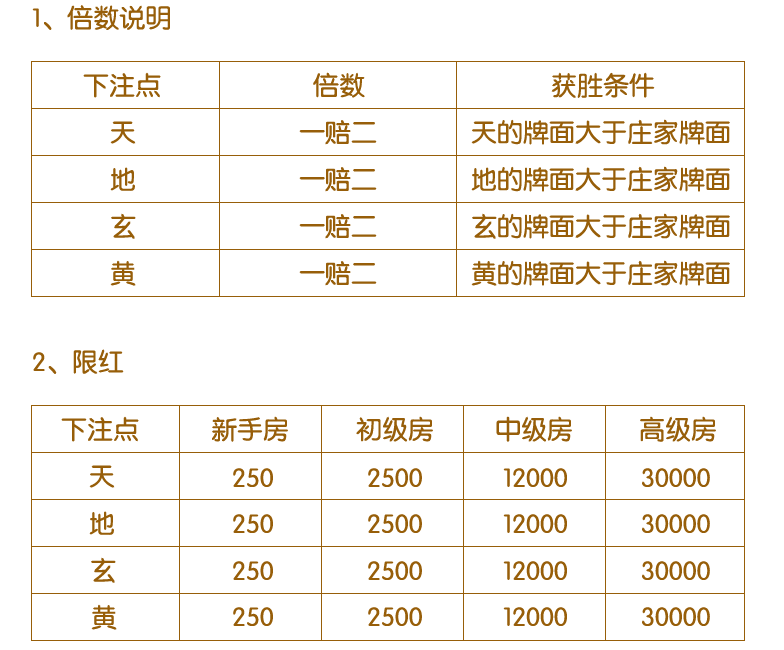 1、倍数说明
下注点 倍数 获胜条件
天 一赔二 天的牌面大于庄家牌面
地 一赔二 地的牌面大于庄家牌面
玄 一赔二 玄的牌面大于庄家牌面
黄 一赔二 黄的牌面大于庄家牌面
2、限红
下注点 新手房 初级房 中级房 高级房
天 250 2500 12000 30000
地 250 2500 12000 30000
玄 250 2500 12000 30000
黄 250 2500 12000 30000